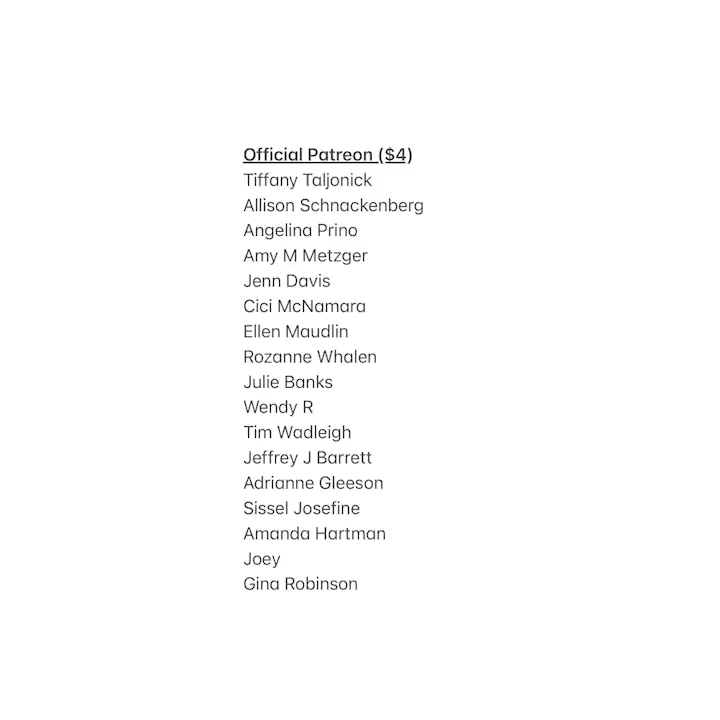 Official Patreon ($4)
Tiffany Taljonick
Allison Schnackenberg
Angelina Prino
Amy M Metzger
Jenn Davis
Cici McNamara
Ellen Maudlin
Rozanne Whalen
Julie Banks
Wendy R
Tim Wadleigh
Jeffrey J Barrett
Adrianne Gleeson
Sissel Josefine
Amanda Hartman
Joey
Gina Robinson